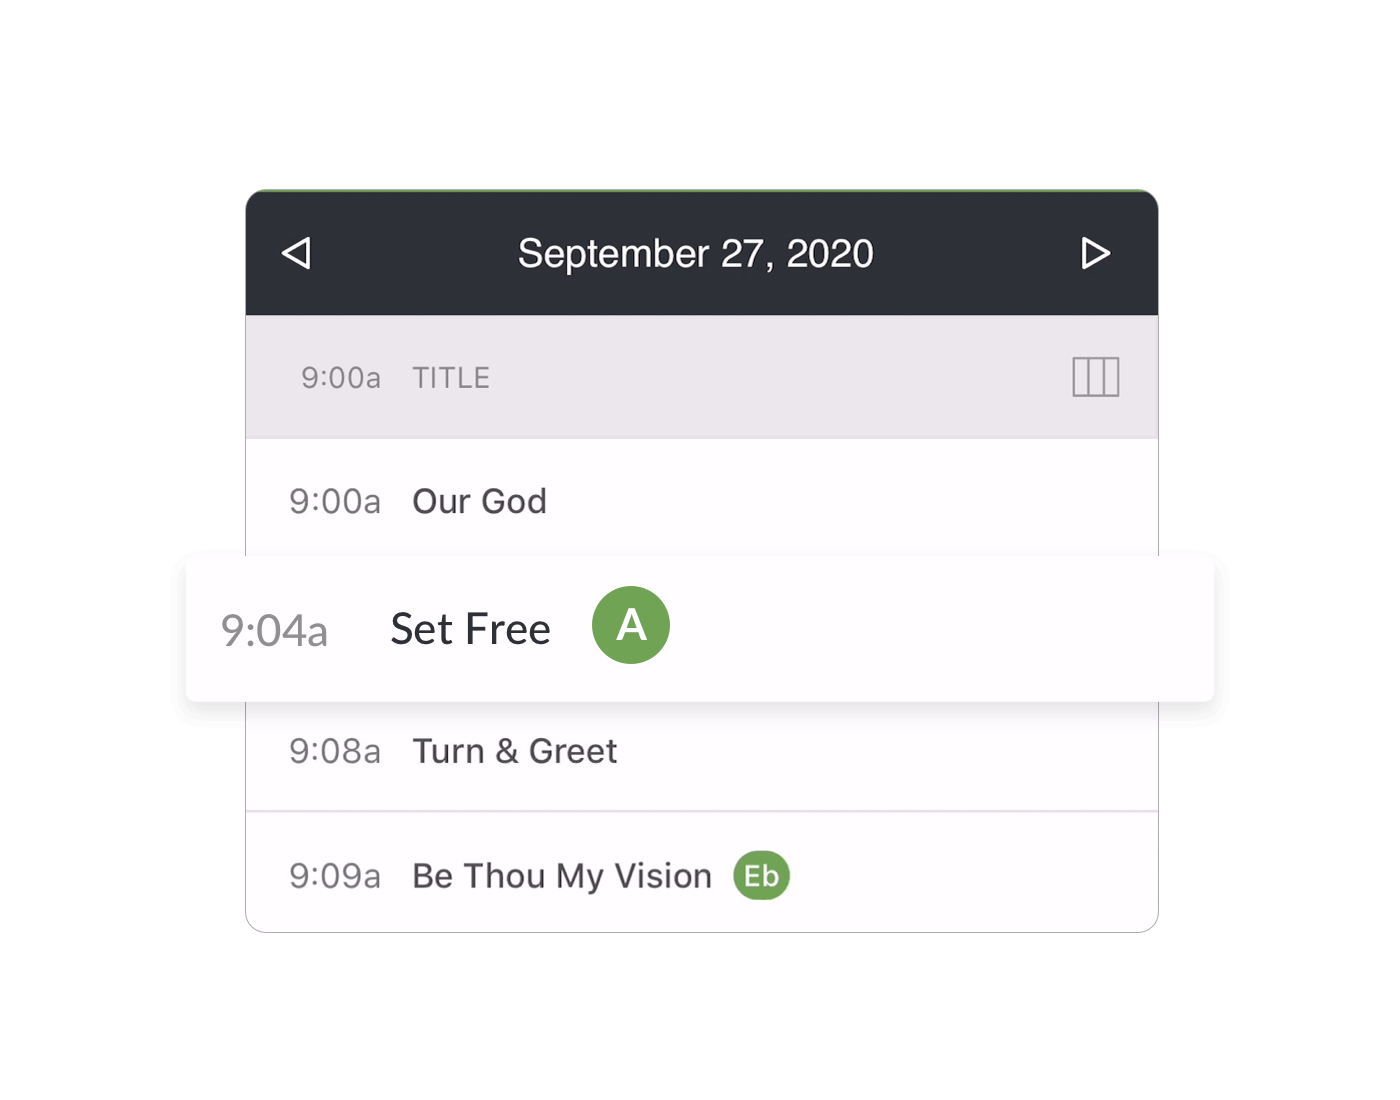 September 27, 2020
9:00a TITLE
9:00a Our God
9:04a Set Free A
9:08a Turn & Greet
9:09a Be Thou My Vision Eb